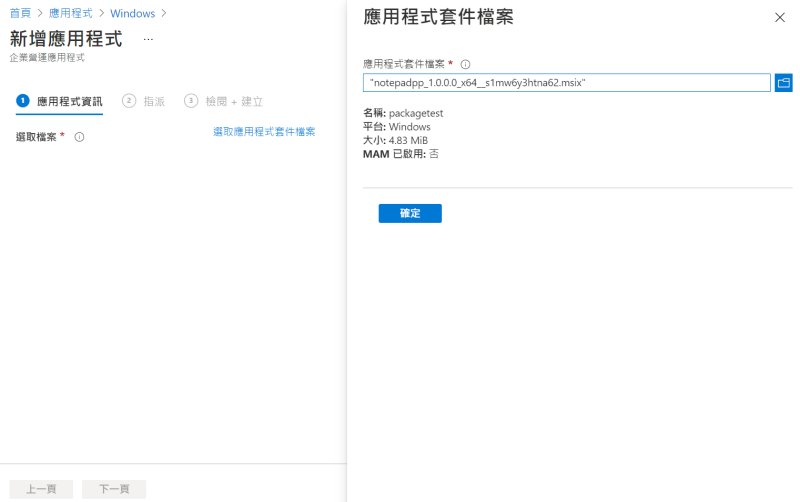 首頁 > 應用程式 > Windows >
新增應用程式 ...
企業營運應用程式
1 應用程式資訊 2 指派 3 檢閱 + 建立
選取檔案 * 選取應用程式套件檔案
上一頁 下一頁
應用程式套件檔案
應用程式套件檔案 *
"notepadpp_1.0.0.0_x64__s1mw6y3htna62.msix"
名稱: packagetest
平台: Windows
大小: 4.83 MiB
MAM 已啟用: 否
確定